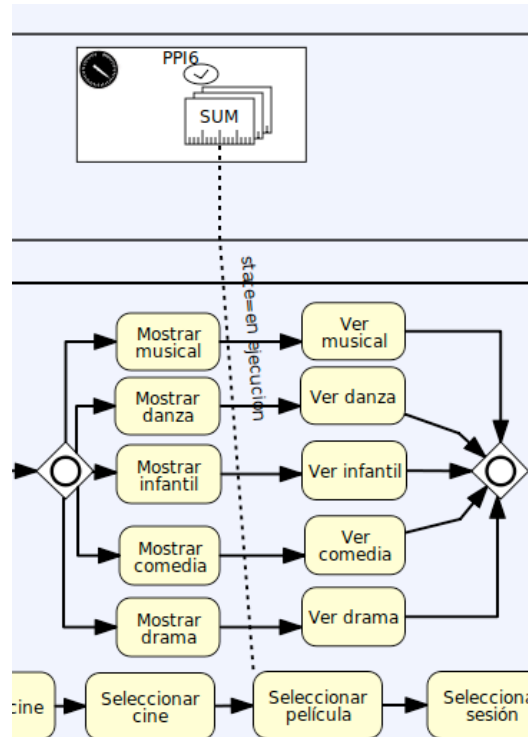 PPI6
SUM
state=en ejecucion
Mostrar
musical
Ver
musical
Mostrar
danza
Ver danza
Mostrar
infantil
Ver infantil
Mostrar
comedia
Ver
comedia
Mostrar
drama
Ver drama
cine
Seleccionar
cine
Seleccionar
película
Selecciona
sesión